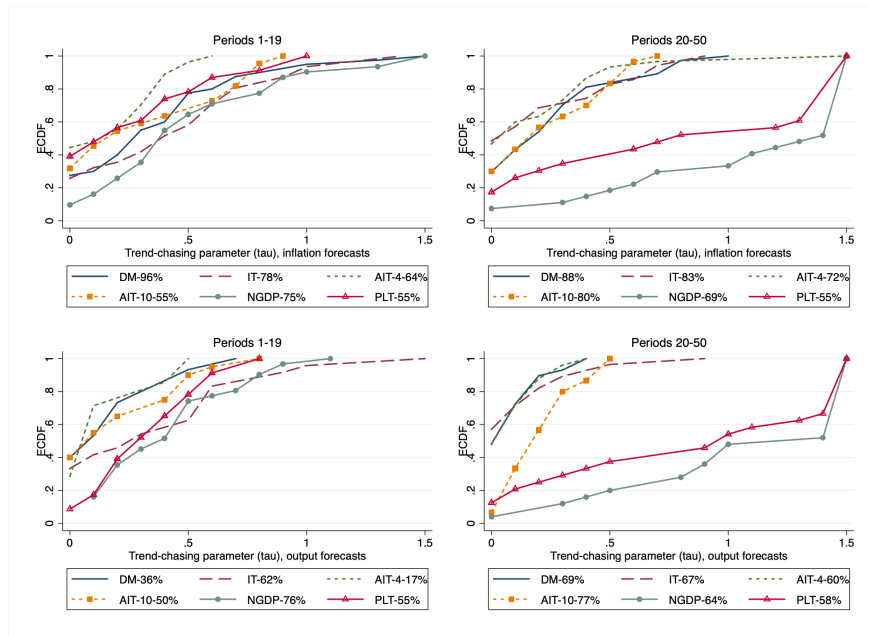 Periods 1-19
ECDF
0 .2 .4 .6 .8 1
0 .5 1 1.5
Trend-chasing parameter (tau), inflation forecasts
DM-96% IT-78% AIT-4-64%
AIT-10-55% NGDP-75% PLT-55%
Periods 20-50
ECDF
0 .2 .4 .6 .8 1
0 .5 1 1.5
Trend-chasing parameter (tau), inflation forecasts
DM-88% IT-83% AIT-4-72%
AIT-10-80% NGDP-69% PLT-55%
Periods 1-19
ECDF
0 .2 .4 .6 .8 1
0 .5 1 1.5
Trend-chasing parameter (tau), output forecasts
DM-36% IT-62% AIT-4-17%
AIT-10-50% NGDP-76% PLT-55%
Periods 20-50
ECDF
0 .2 .4 .6 .8 1
0 .5 1 1.5
Trend-chasing parameter (tau), output forecasts
DM-69% IT-67% AIT-4-60%
AIT-10-77% NGDP-64% PLT-58%